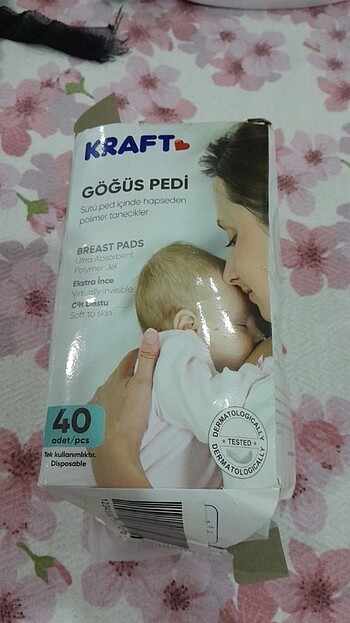 KRAFT
GÖĞÜS PEDİ
Sütü ped içinde hapseden
polimer tanecikler
BREAST PADS
Ultra Absorbent
Polymer Jel
Ekstra İnce
Virtually invisible
Cilt Dostu
Soft to skin
40
adet/pcs
Tek kullanımlıktır.
Disposable
DERMATOLOGICALLY
TESTED
DERMATOLOGICALLY